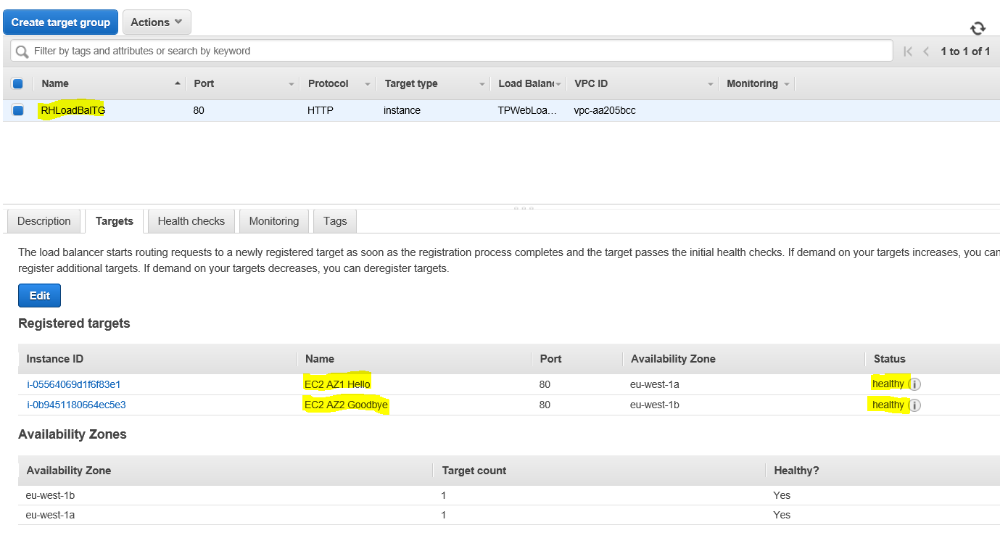 Create target group Actions
Filter by tags and attributes or search by keyword 1 to 1 of 1
Name Port Protocol Target type Load Balanc VPC ID Monitoring
RHLoadBalTG 80 HTTP instance TPWebLoa... vpc-aa205bcc
Description Targets Health checks Monitoring Tags
The load balancer starts routing requests to a newly registered target as soon as the registration process completes and the target passes the initial health checks. If demand on your targets increases, you can
register additional targets. If demand on your targets decreases, you can deregister targets.
Edit
Registered targets
Instance ID Name Port Availability Zone Status
i-05564069d1f6f83e1 EC2 AZ1 Hello 80 eu-west-1a healthy i
i-0b9451180664ec5e3 EC2 AZ2 Goodbye 80 eu-west-1b healthy i
Availability Zones
Availability Zone Target count Healthy?
eu-west-1b 1 Yes
eu-west-1a 1 Yes